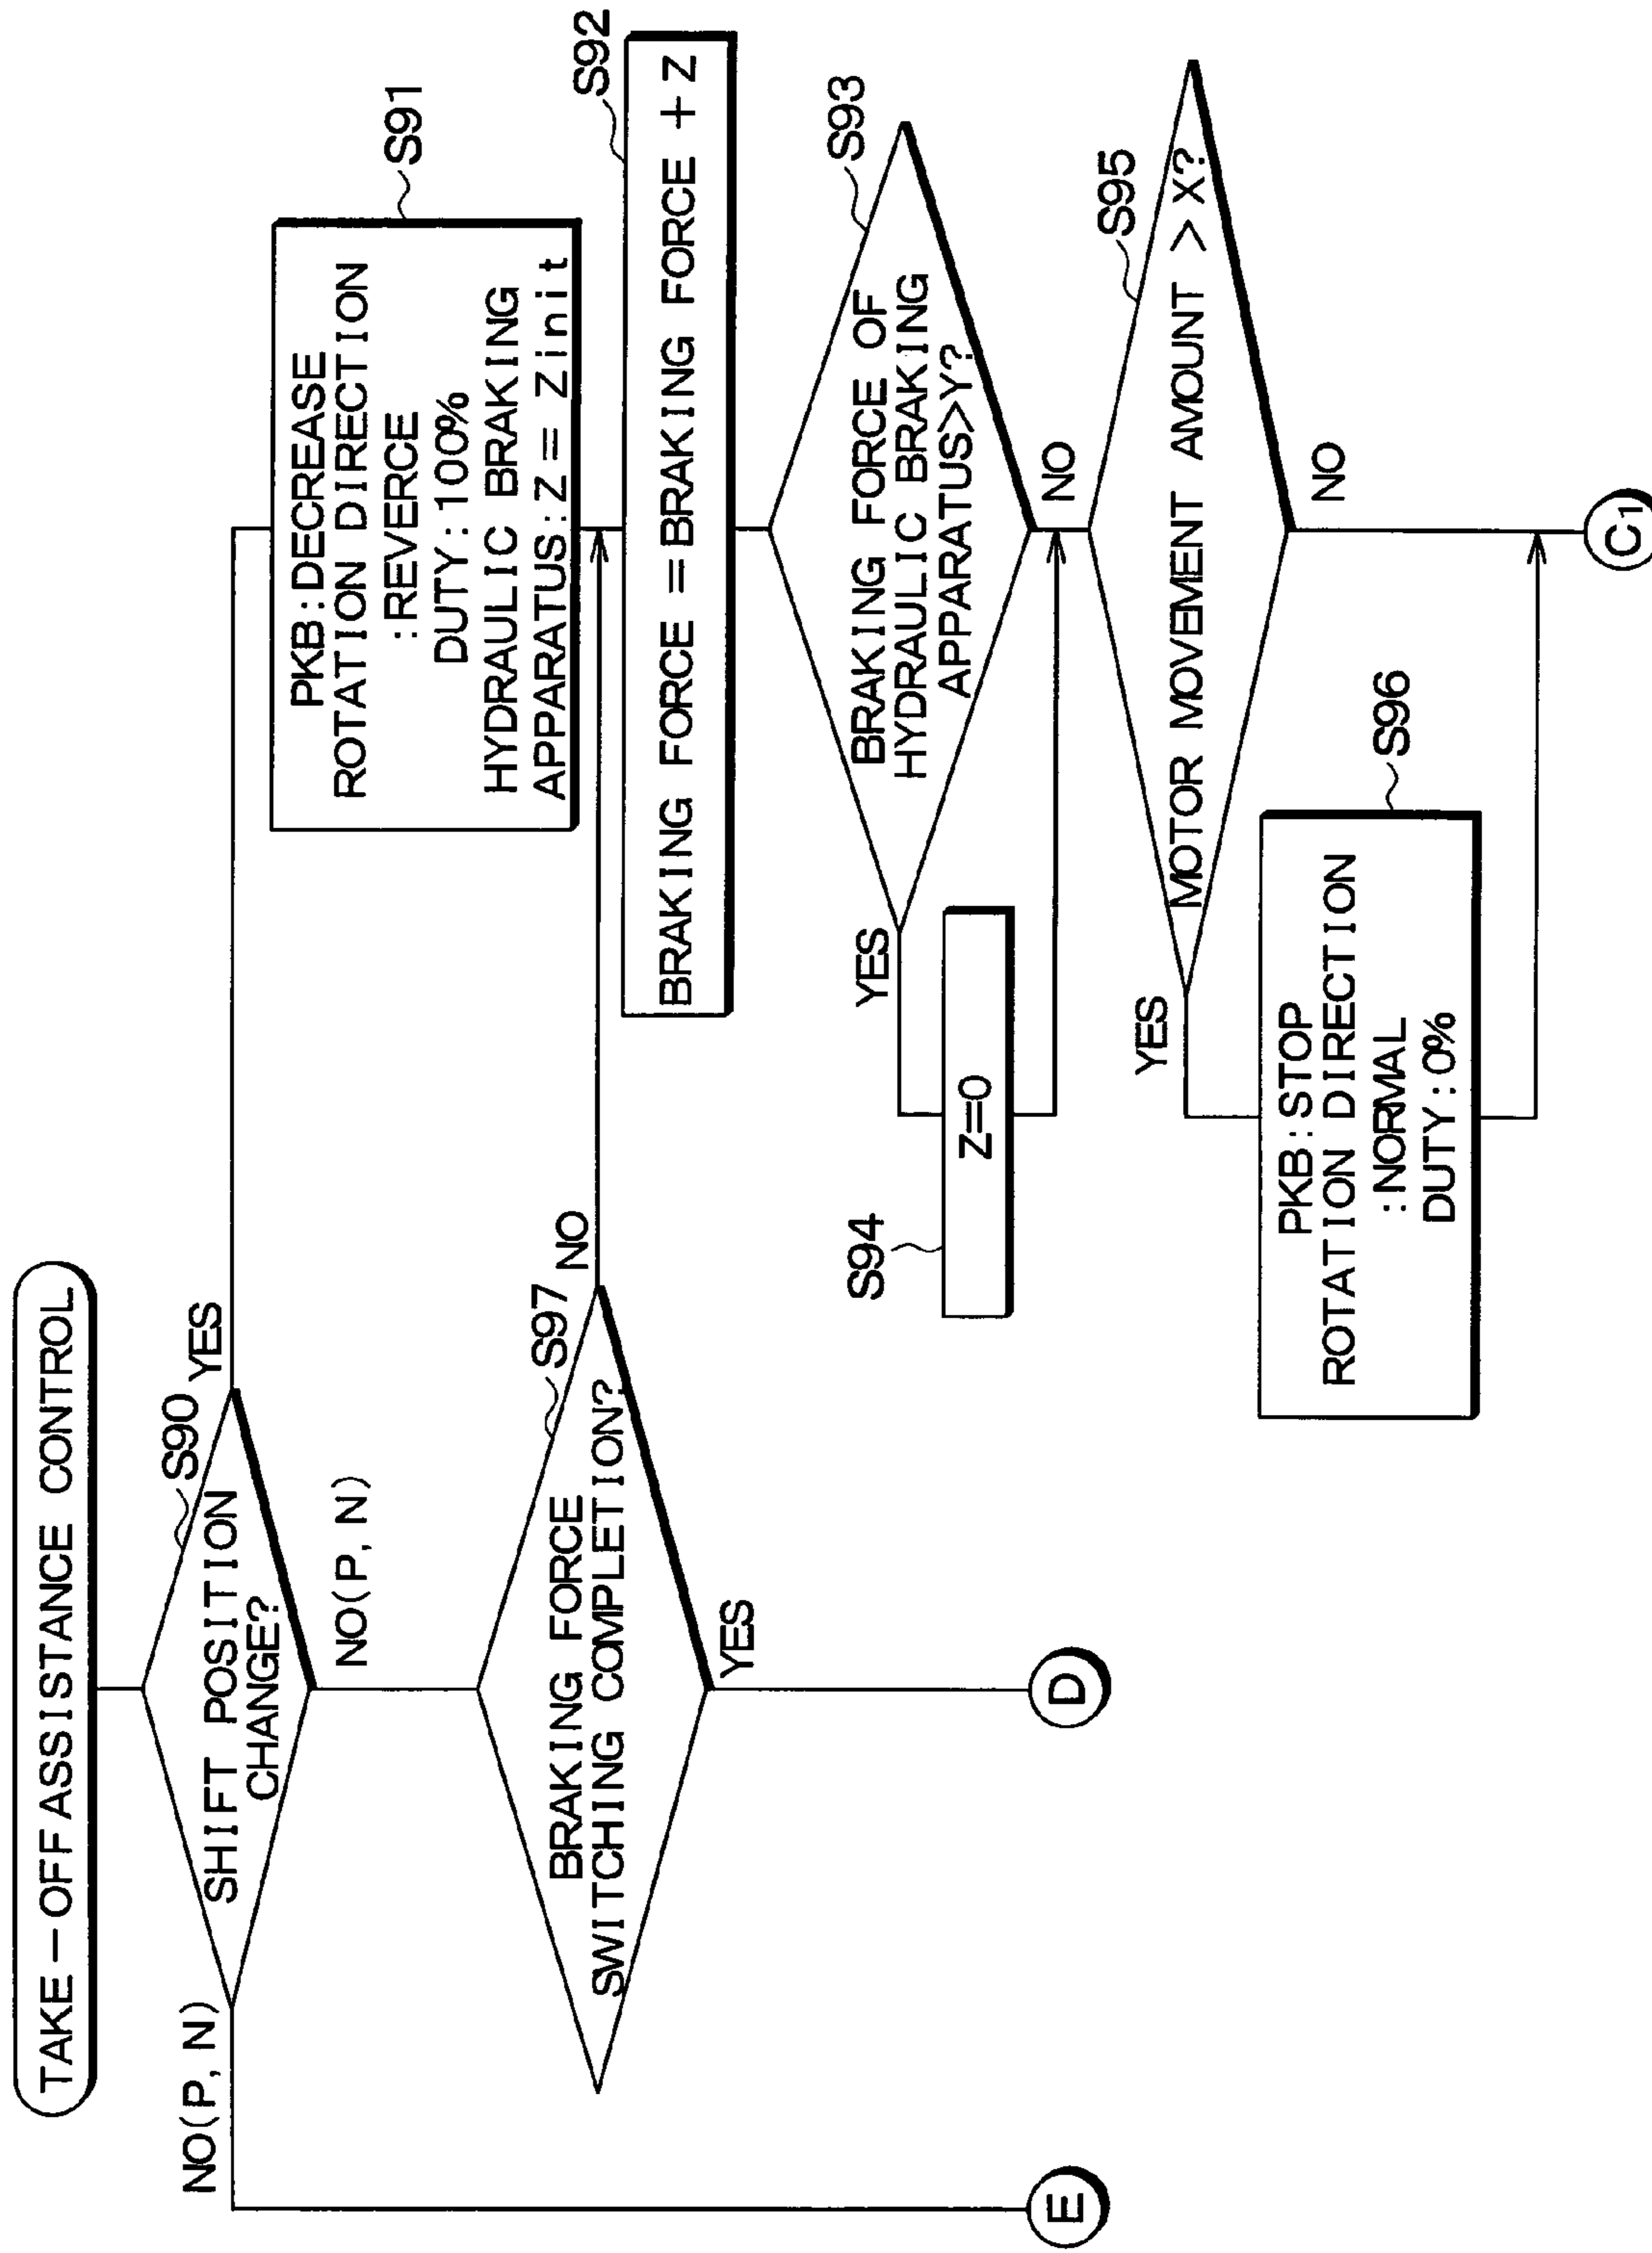 TAKE-OFF ASSISTANCE CONTROL
S90
SHIFT POSITION
CHANGE?
YES
NO(P, N)
NO(P, N)
S91
PKB:DECREASE
ROTATION DIRECTION
:REVERCE
DUTY:100%
HYDRAULIC BRAKING
APPARATUS:Z=Zinit
S97
BRAKING FORCE
SWITCHING COMPLETION?
NO
YES
S92
BRAKING FORCE=BRAKING FORCE +Z
S93
BRAKING FORCE OF
HYDRAULIC BRAKING
APPARATUS>Y?
YES
NO
S94
Z=0
S95
MOTOR MOVEMENT AMOUNT >X?
YES
NO
S96
PKB:STOP
ROTATION DIRECTION
:NORMAL
DUTY:0%
E
D
C1